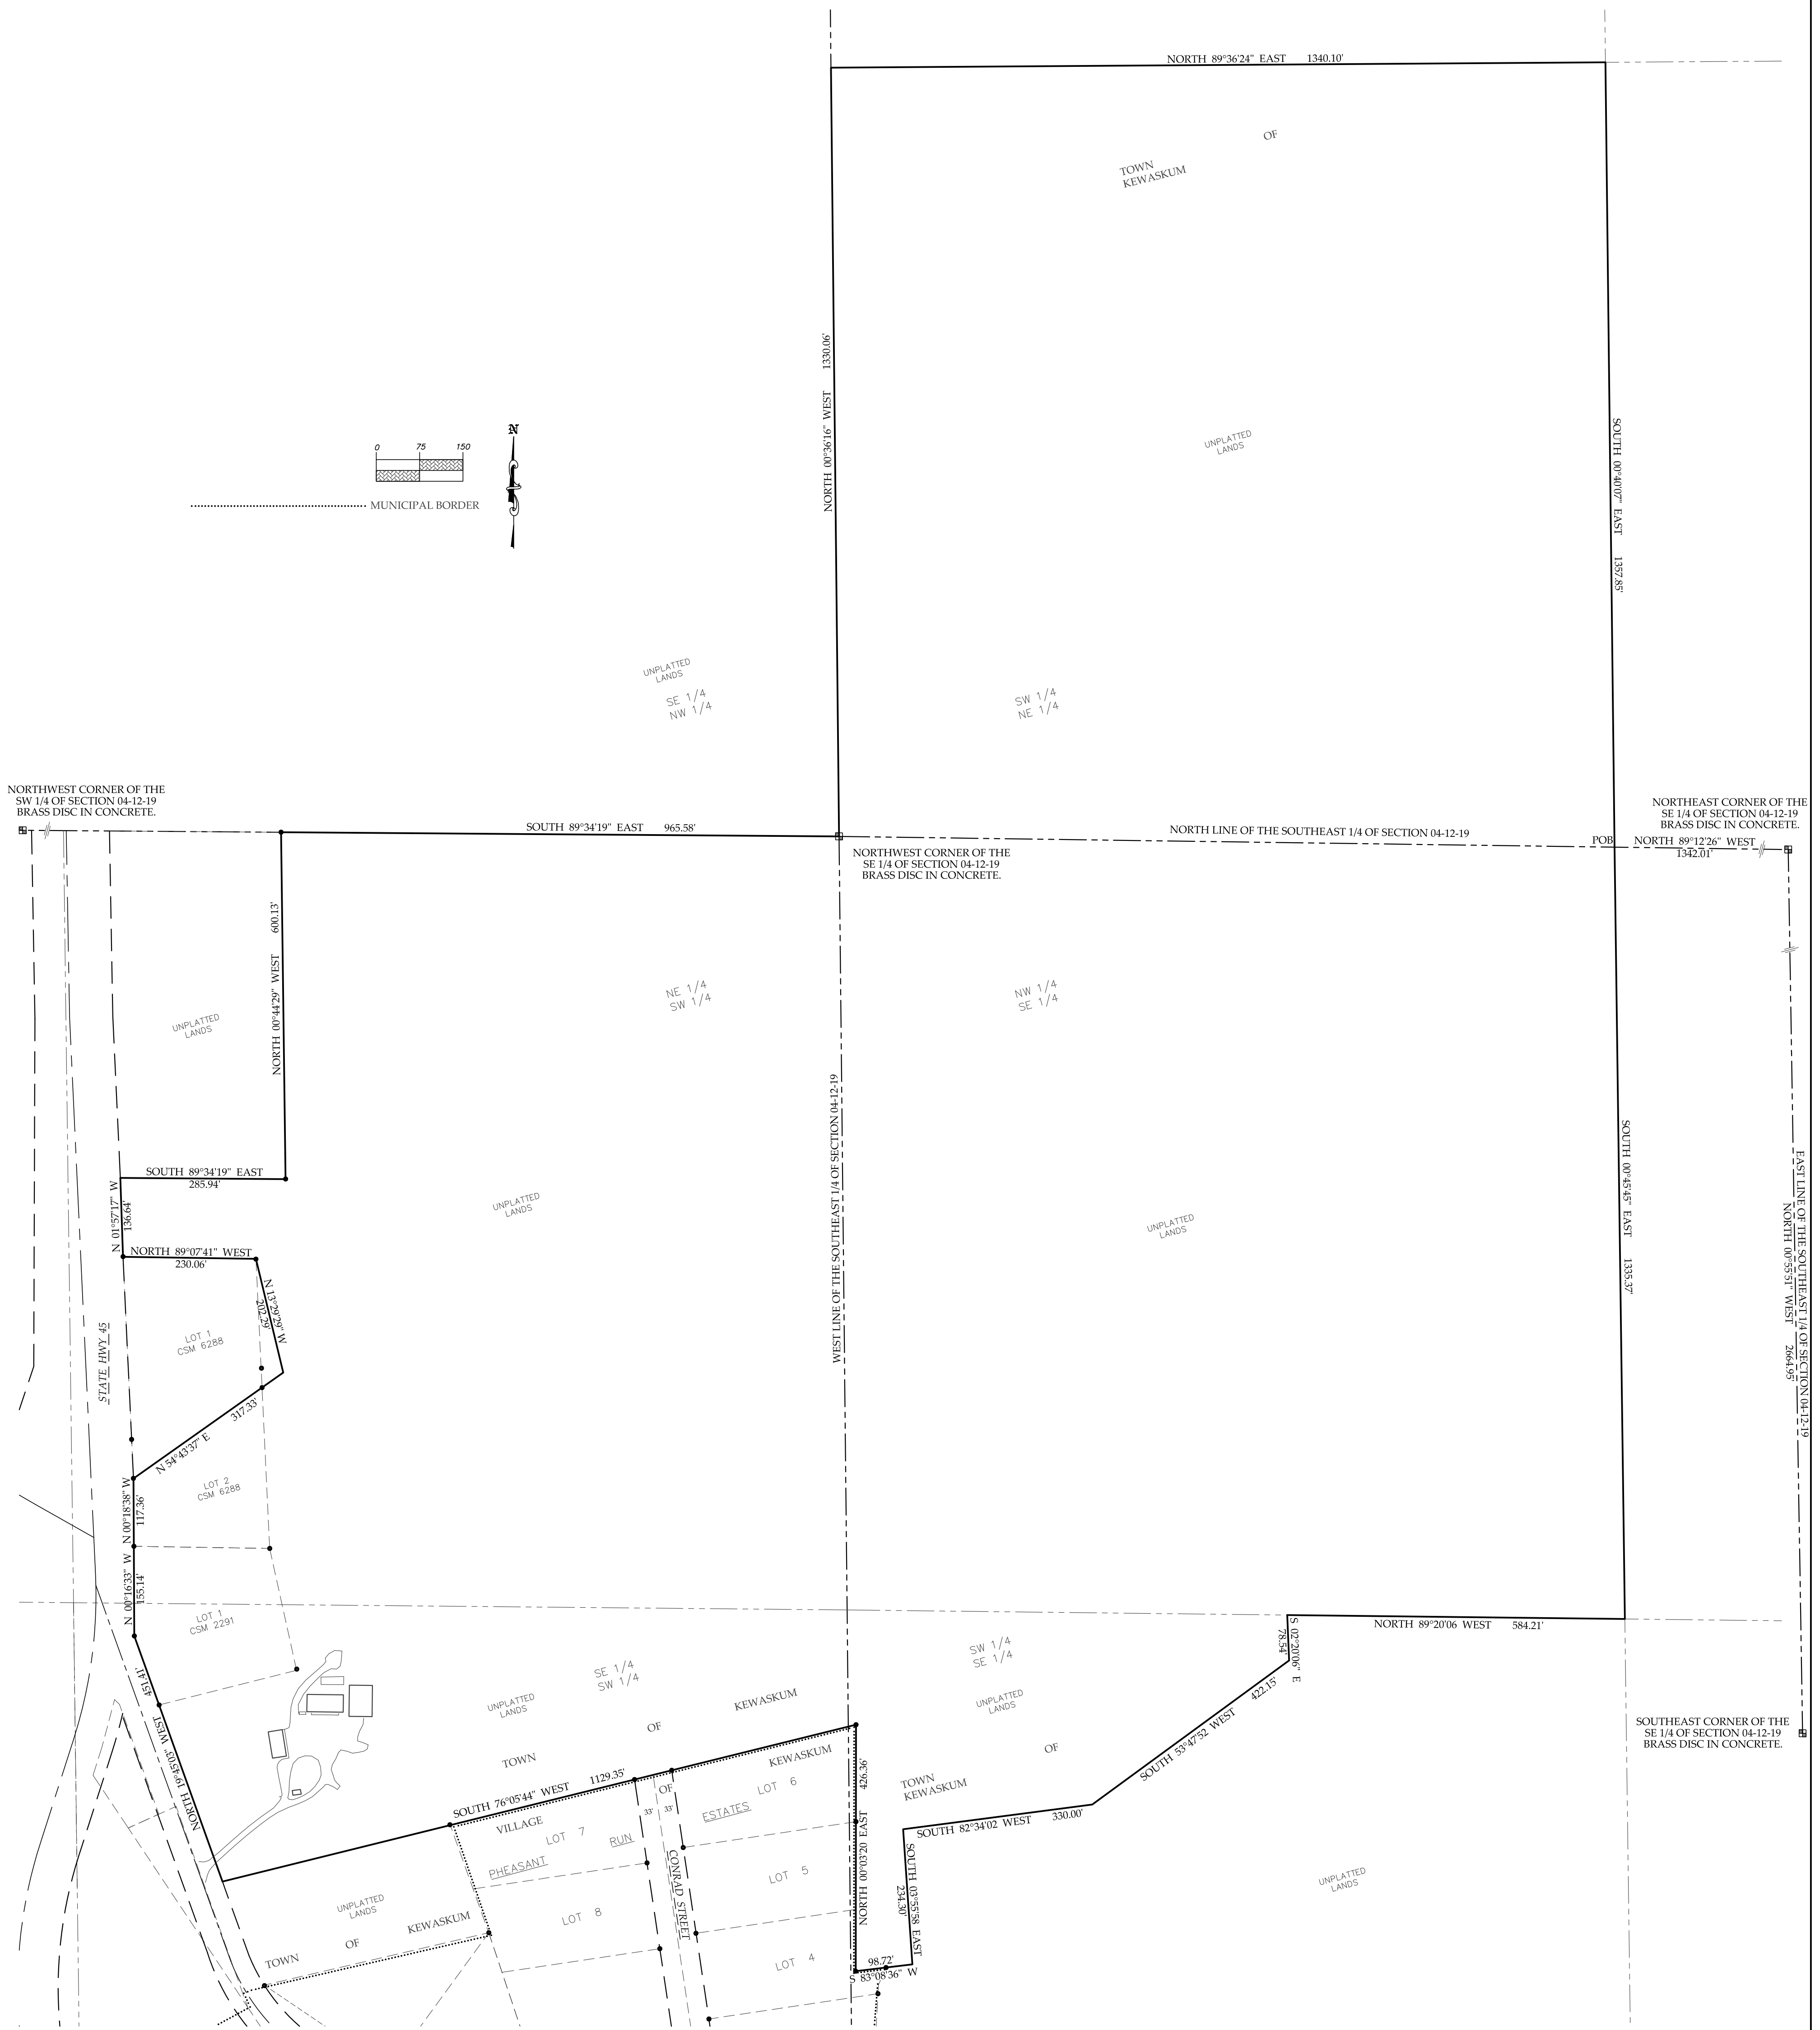 NORTH 89°36'24" EAST 1340.10'
OF
TOWN
KEWASKUM
NORTH 00°36'16" WEST 1330.06'
SOUTH 00°40'07" EAST 1357.85'
N
0 75 150
MUNICIPAL BORDER
UNPLATTED
LANDS
UNPLATTED
LANDS
SE 1/4
NW 1/4
SW 1/4
NE 1/4
NORTHWEST CORNER OF THE
SW 1/4 OF SECTION 04-12-19
BRASS DISC IN CONCRETE.
SOUTH 89°34'19" EAST 965.58'
NORTH LINE OF THE SOUTHEAST 1/4 OF SECTION 04-12-19
POB
NORTHEAST CORNER OF THE
SE 1/4 OF SECTION 04-12-19
BRASS DISC IN CONCRETE.
NORTH 89°12'26" WEST
1342.01'
NORTHWEST CORNER OF THE
SE 1/4 OF SECTION 04-12-19
BRASS DISC IN CONCRETE.
NORTH 00°44'29" WEST 600.13'
NE 1/4
SW 1/4
NW 1/4
SE 1/4
UNPLATTED
LANDS
WEST LINE OF THE SOUTHEAST 1/4 OF SECTION 04-12-19
SOUTH 00°45'45" EAST 1335.37'
EAST LINE OF THE SOUTHEAST 1/4 OF SECTION 04-12-19
NORTH 00°55'51" WEST 2664.95'
SOUTH 89°34'19" EAST
285.94'
N 01°57'17" W
136.64'
UNPLATTED
LANDS
UNPLATTED
LANDS
NORTH 89°07'41" WEST
230.06'
N 13°29'29" W
202.29'
STATE HWY 45
LOT 1
CSM 6288
N 54°43'37" E 317.33'
LOT 2
CSM 6288
N 00°18'38" W
117.36'
N 00°16'33" W
155.14'
LOT 1
CSM 2291
NORTH 19°45'03" WEST 451.41'
SE 1/4
SW 1/4
SW 1/4
SE 1/4
NORTH 89°20'06 WEST 584.21'
S 02°20'06" E
78.54'
UNPLATTED
LANDS
UNPLATTED
LANDS
TOWN OF KEWASKUM
SOUTH 53°47'52 WEST 422.15'
SOUTHEAST CORNER OF THE
SE 1/4 OF SECTION 04-12-19
BRASS DISC IN CONCRETE.
SOUTH 76°05'44" WEST 1129.35'
VILLAGE OF KEWASKUM
OF
TOWN
KEWASKUM
NORTH 00°03'20 EAST 426.36'
SOUTH 82°34'02 WEST 330.00'
SOUTH 03°55'58 EAST
234.30'
33' 33'
PHEASANT RUN ESTATES
LOT 7
LOT 6
LOT 5
LOT 8
LOT 4
CONRAD STREET
UNPLATTED
LANDS
UNPLATTED
LANDS
TOWN OF KEWASKUM
98.72'
S 83°08'36" W